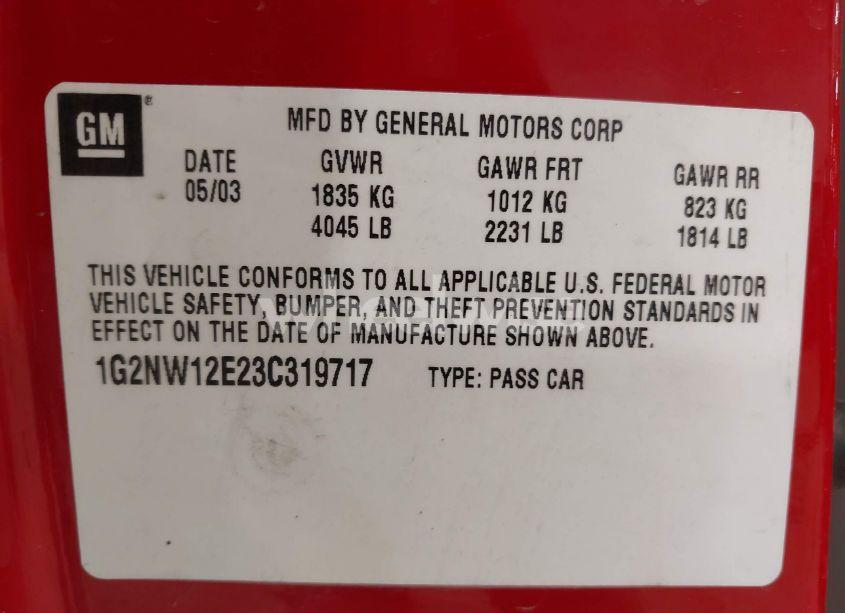 GM®
MFD BY GENERAL MOTORS CORP
DATE GVWR GAWR FRT GAWR RR
05/03 1835 KG 1012 KG 823 KG
4045 LB 2231 LB 1814 LB
THIS VEHICLE CONFORMS TO ALL APPLICABLE U.S. FEDERAL MOTOR
VEHICLE SAFETY, BUMPER, AND THEFT PREVENTION STANDARDS IN
EFFECT ON THE DATE OF MANUFACTURE SHOWN ABOVE.
1G2NW12E23C319717 TYPE: PASS CAR